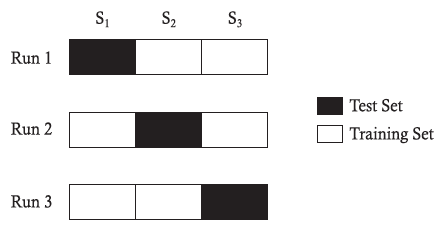 S₁ S₂ S₃
Run 1
Run 2
Test Set
Training Set
Run 3